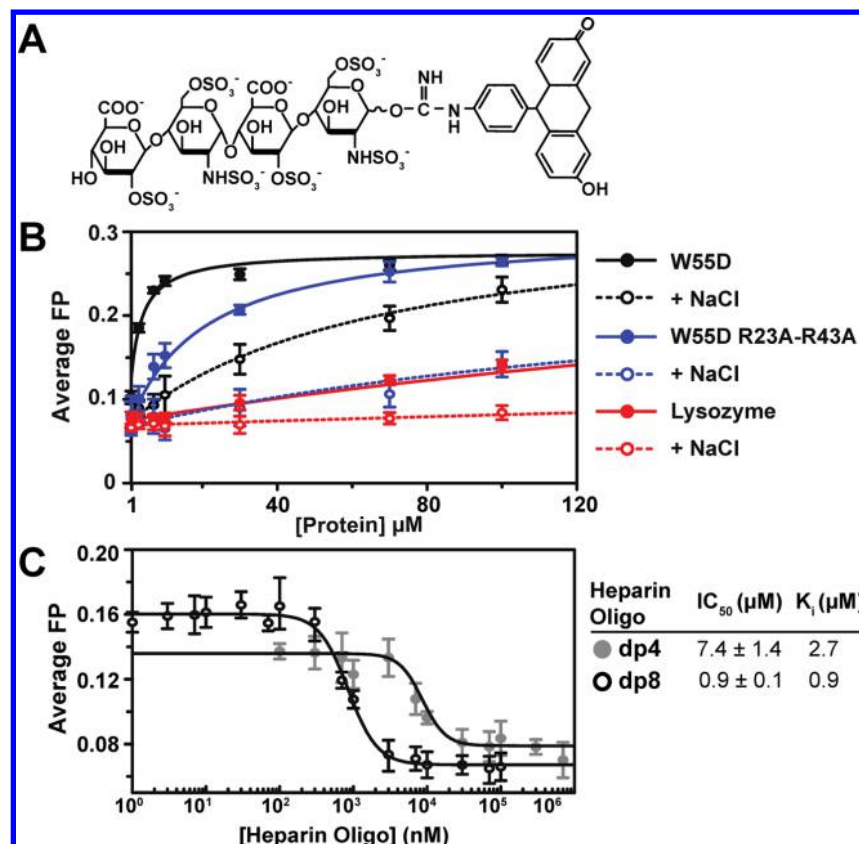 A
COO⁻
OSO₃⁻
COO⁻
OSO₃⁻
NH
O
O
O
O
O
O
O
O
O
C
N
H
OH
OH
OH
OH
HO
HO
OSO₃⁻
NHSO₃⁻
OSO₃⁻
NHSO₃⁻
OH
B
Average FP
0.3
0.2
0.1
0
1
40
80
120
[Protein] μM
W55D
+ NaCl
W55D R23A-R43A
+ NaCl
Lysozyme
+ NaCl
C
Average FP
0.20
0.16
0.12
0.08
10⁰ 10¹ 10² 10³ 10⁴ 10⁵ 10⁶
[Heparin Oligo] (nM)
Heparin
Oligo IC₅₀ (μM) Kᵢ (μM)
dp4 7.4 ± 1.4 2.7
dp8 0.9 ± 0.1 0.9